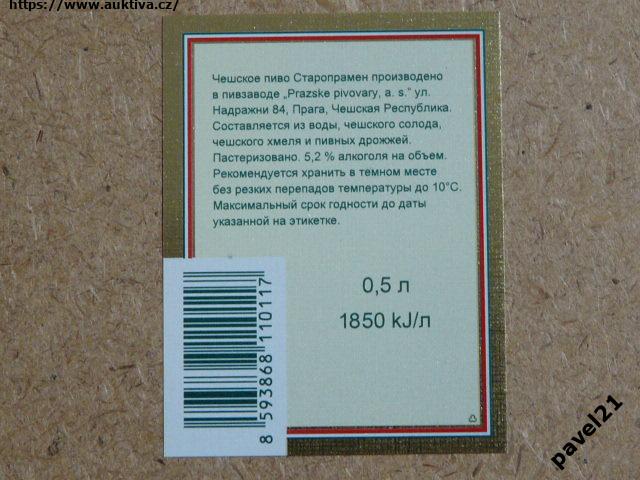 https://www.auktiva.cz/
Чешское пиво Старопрамен производено
в пивзаводе „Prazske pivovary, a. s.” ул.
Надражни 84, Прага, Чешская Республика.
Составляется из воды, чешского солода,
чешского хмеля и пивных дрожжей.
Пастеризовано. 5,2 % алкоголя на объем.
Рекомендуется хранить в темном месте
без резких перепадов температуры до 10°C.
Максимальный срок годности до даты
указанной на этикетке.
0,5 л
1850 kJ/л
8 593868 110117
pavel21